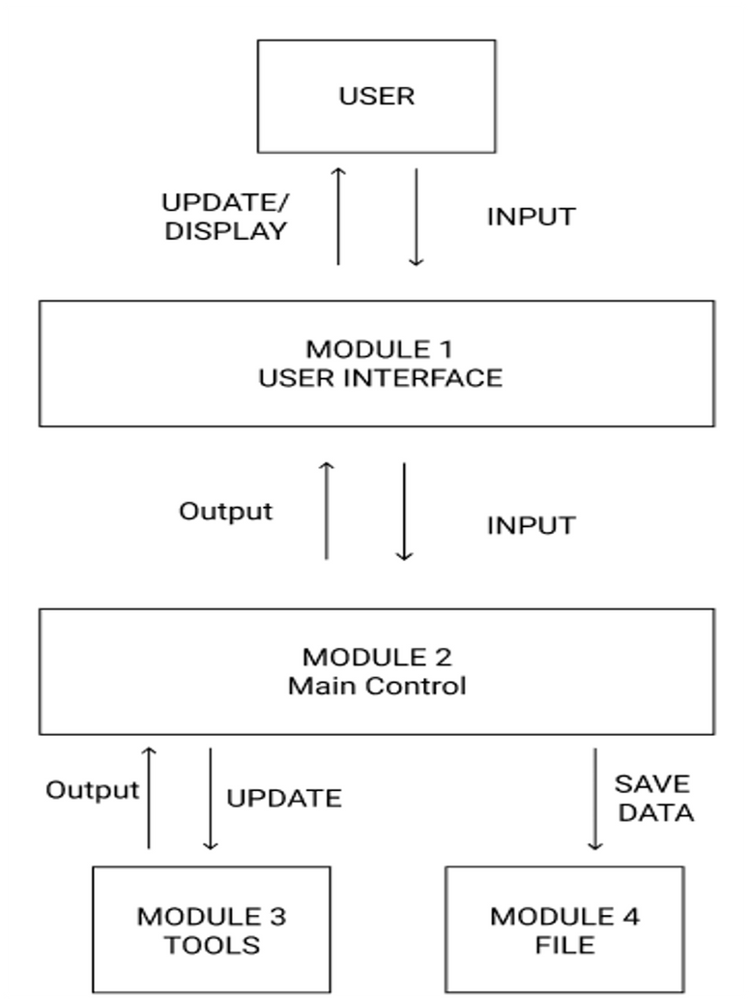 USER
UPDATE/
DISPLAY
INPUT
MODULE 1
USER INTERFACE
Output
INPUT
MODULE 2
Main Control
Output
UPDATE
SAVE
DATA
MODULE 3
TOOLS
MODULE 4
FILE